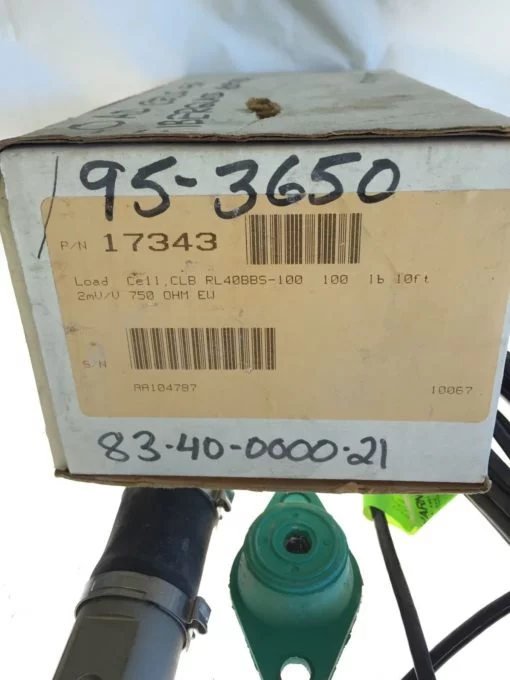 95-3650
P/N 17343
Load Cell,CLB RL40BBS-100 100 lb 10ft
2mV/V 750 OHM EW
S/N
AA104787
10067
83-40-0000-21